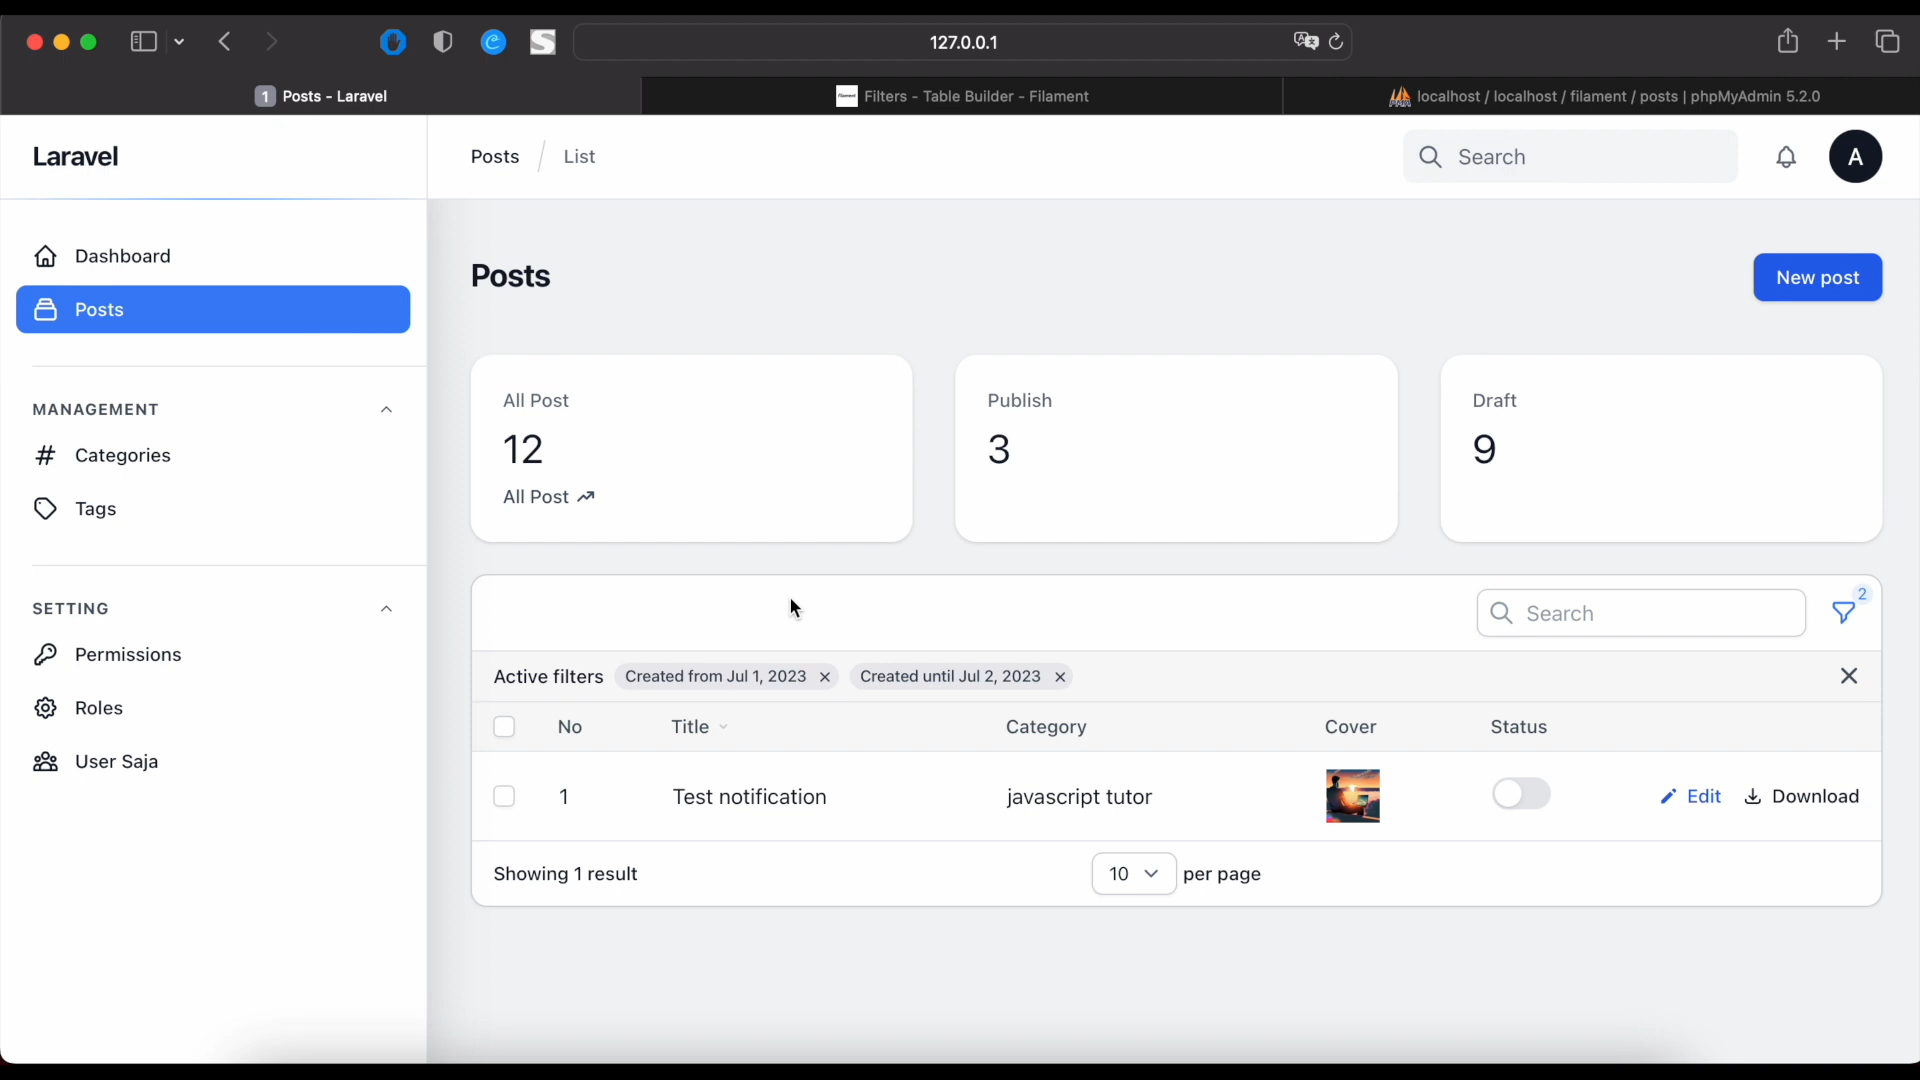 127.0.0.1
1 Posts - Laravel
Filters - Table Builder - Filament
localhost / localhost / filament / posts | phpMyAdmin 5.2.0
Laravel
Posts / List
Search
A
Dashboard
Posts
MANAGEMENT
Categories
Tags
SETTING
Permissions
Roles
User Saja
Posts
New post
All Post
12
All Post
Publish
3
Draft
9
Search
2
Active filters Created from Jul 1, 2023 Created until Jul 2, 2023
No Title Category Cover Status
1 Test notification javascript tutor Edit Download
Showing 1 result 10 per page